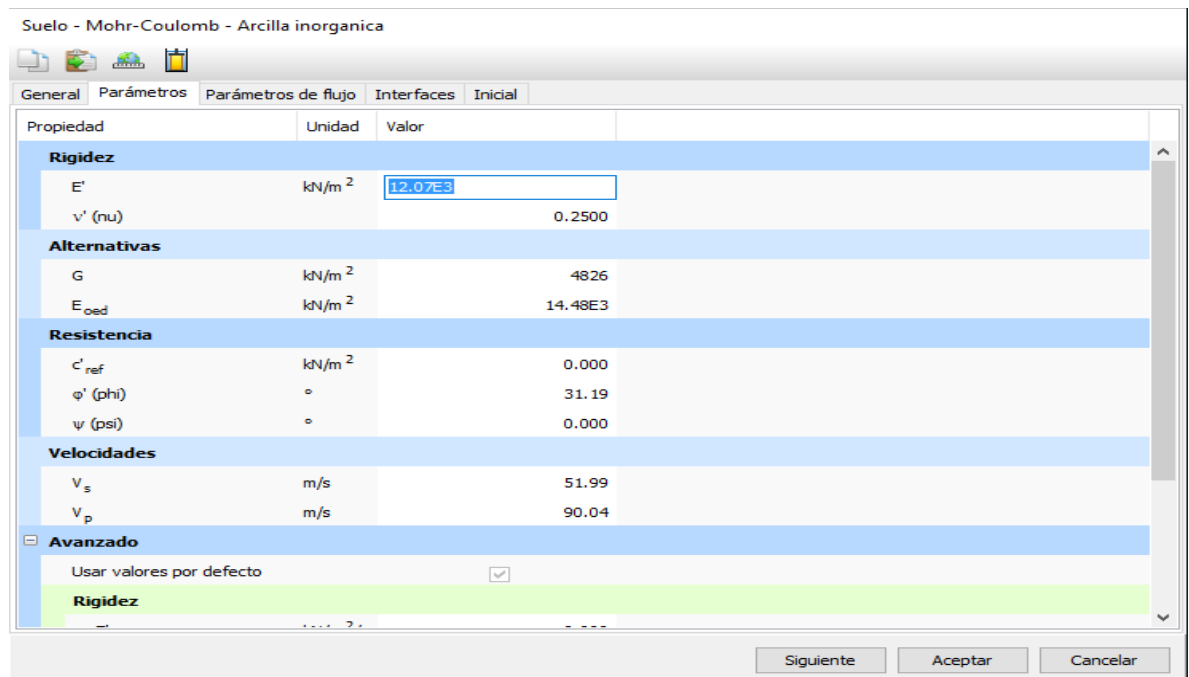 Suelo - Mohr-Coulomb - Arcilla inorganica
General Parámetros Parámetros de flujo Interfaces Inicial
Propiedad Unidad Valor
Rigidez
E' kN/m 2 12.07E3
ν' (nu) 0.2500
Alternativas
G kN/m 2 4826
E oed kN/m 2 14.48E3
Resistencia
c' ref kN/m 2 0.000
φ' (phi) ° 31.19
ψ (psi) ° 0.000
Velocidades
V s m/s 51.99
V p m/s 90.04
Avanzado
Usar valores por defecto
Rigidez
Siguiente Aceptar Cancelar